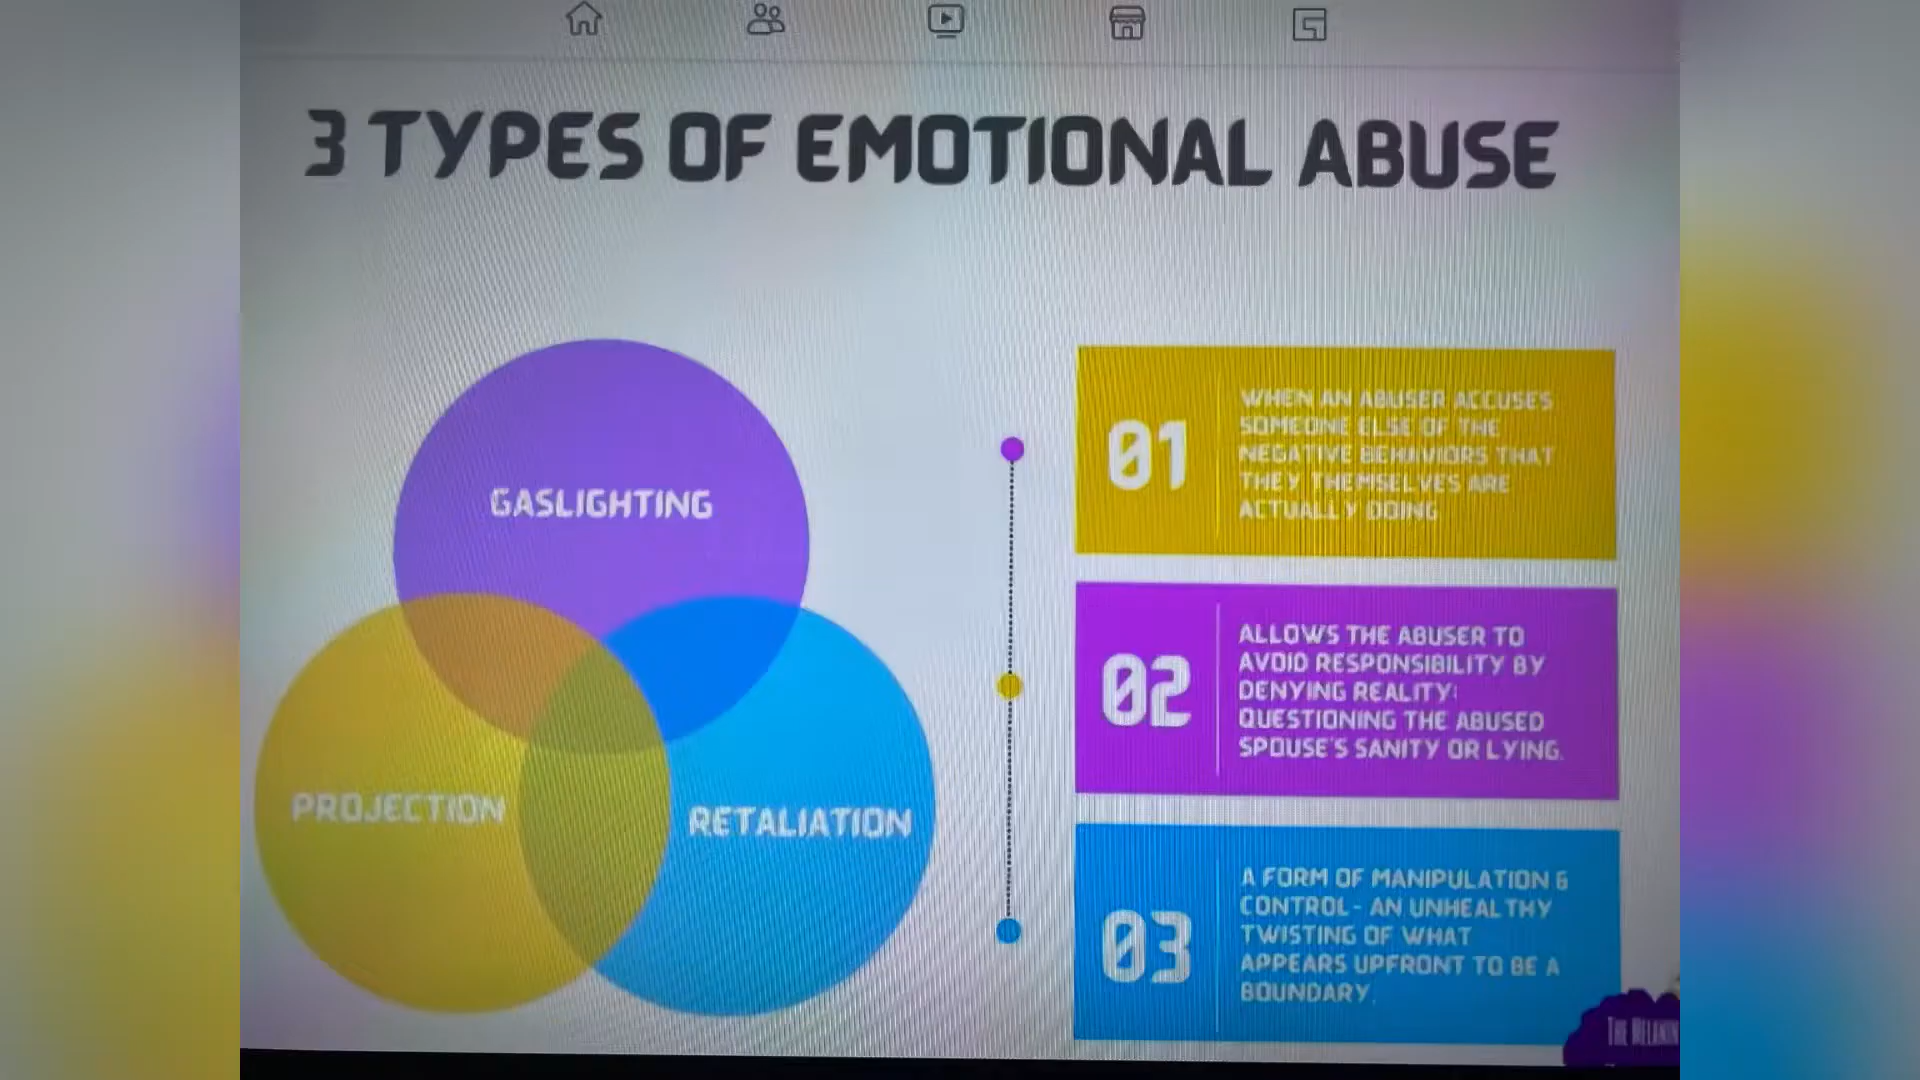 3 TYPES OF EMOTIONAL ABUSE
GASLIGHTING
PROJECTION
RETALIATION
01
WHEN AN ABUSER ACCUSES
SOMEONE ELSE OF THE
NEGATIVE BEHAVIORS THAT
THEY THEMSELVES ARE
ACTUALLY DOING
02
ALLOWS THE ABUSER TO
AVOID RESPONSIBILITY BY
DENYING REALITY;
QUESTIONING THE ABUSED
SPOUSE'S SANITY OR LYING.
03
A FORM OF MANIPULATION &
CONTROL- AN UNHEALTHY
TWISTING OF WHAT
APPEARS UPFRONT TO BE A
BOUNDARY.
THE